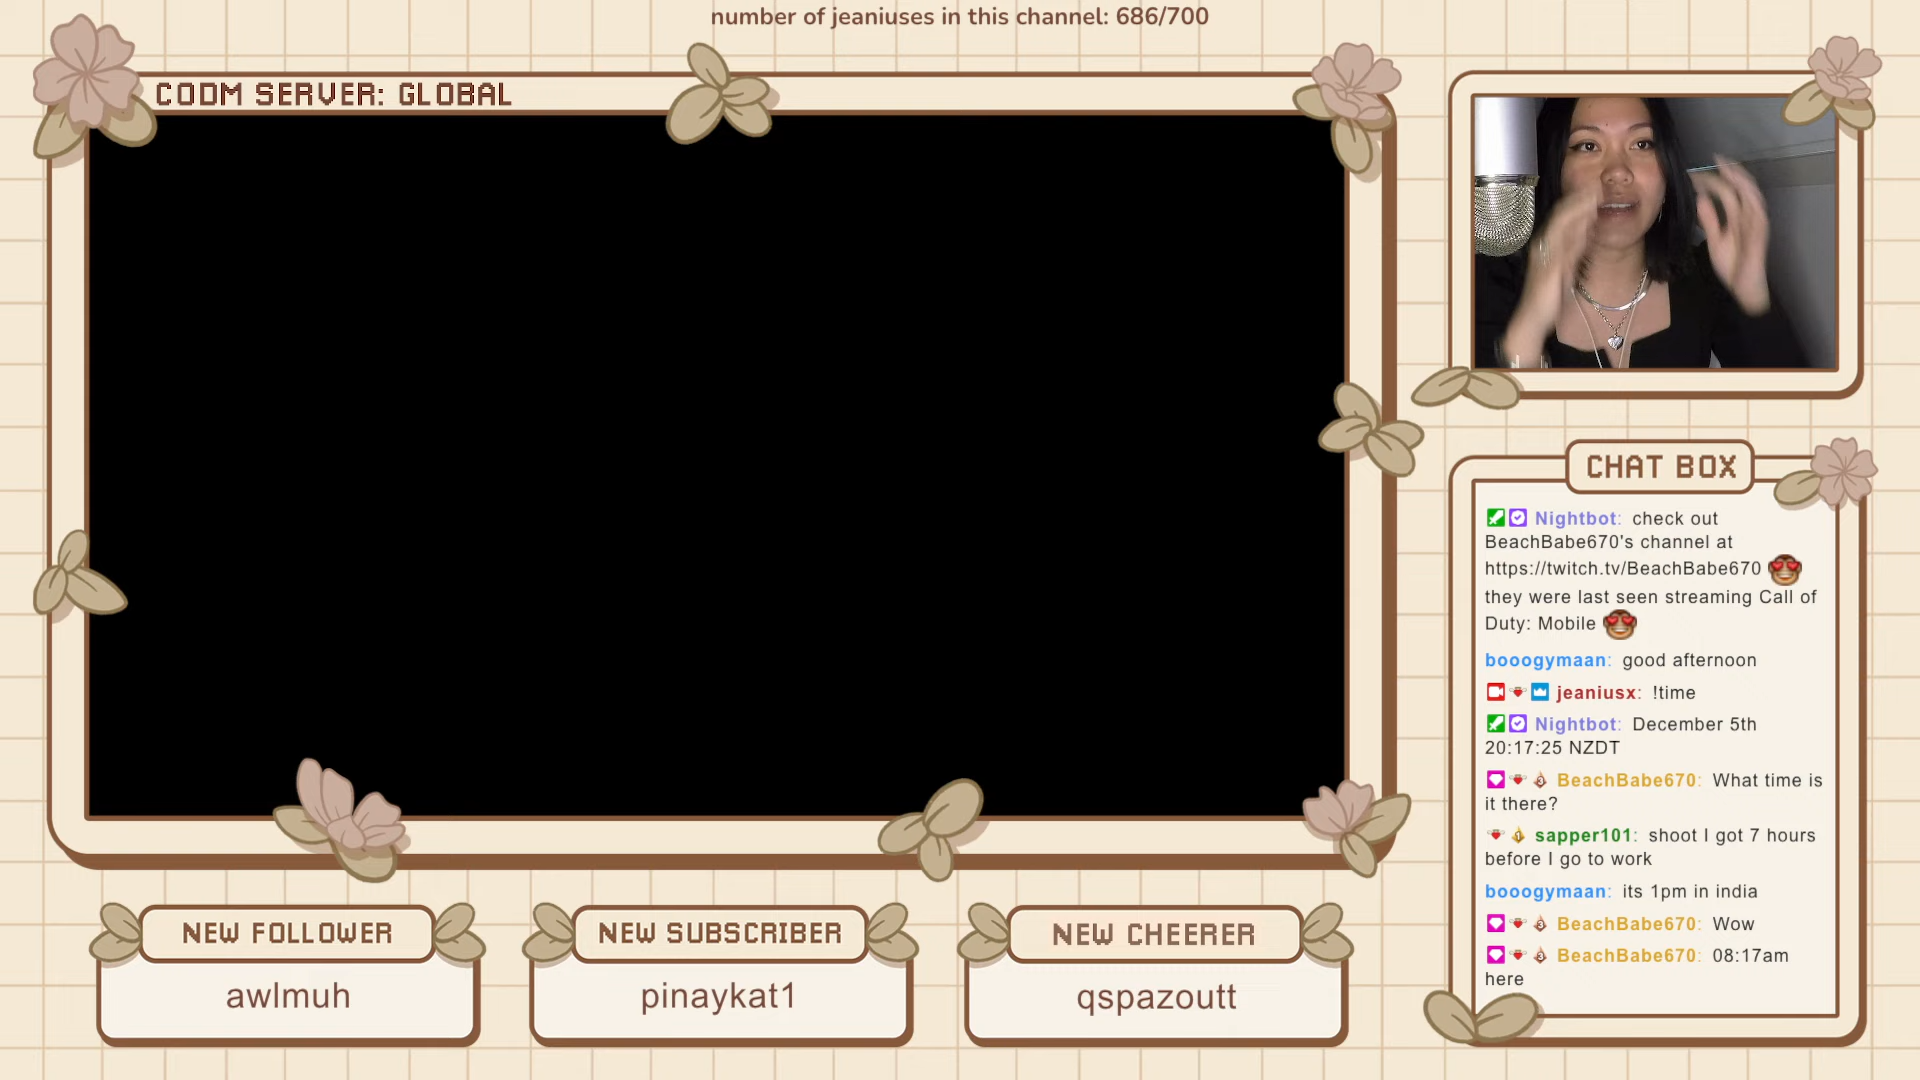 number of jeaniuses in this channel: 686/700
CODM SERVER: GLOBAL
CHAT BOX
Nightbot: check out
BeachBabe670's channel at
https://twitch.tv/BeachBabe670
they were last seen streaming Call of
Duty: Mobile
booogymaan: good afternoon
jeaniusx: !time
Nightbot: December 5th
20:17:25 NZDT
BeachBabe670: What time is
it there?
sapper101: shoot I got 7 hours
before I go to work
booogymaan: its 1pm in india
BeachBabe670: Wow
BeachBabe670: 08:17am
here
NEW FOLLOWER
awlmuh
NEW SUBSCRIBER
pinaykat1
NEW CHEERER
qspazoutt